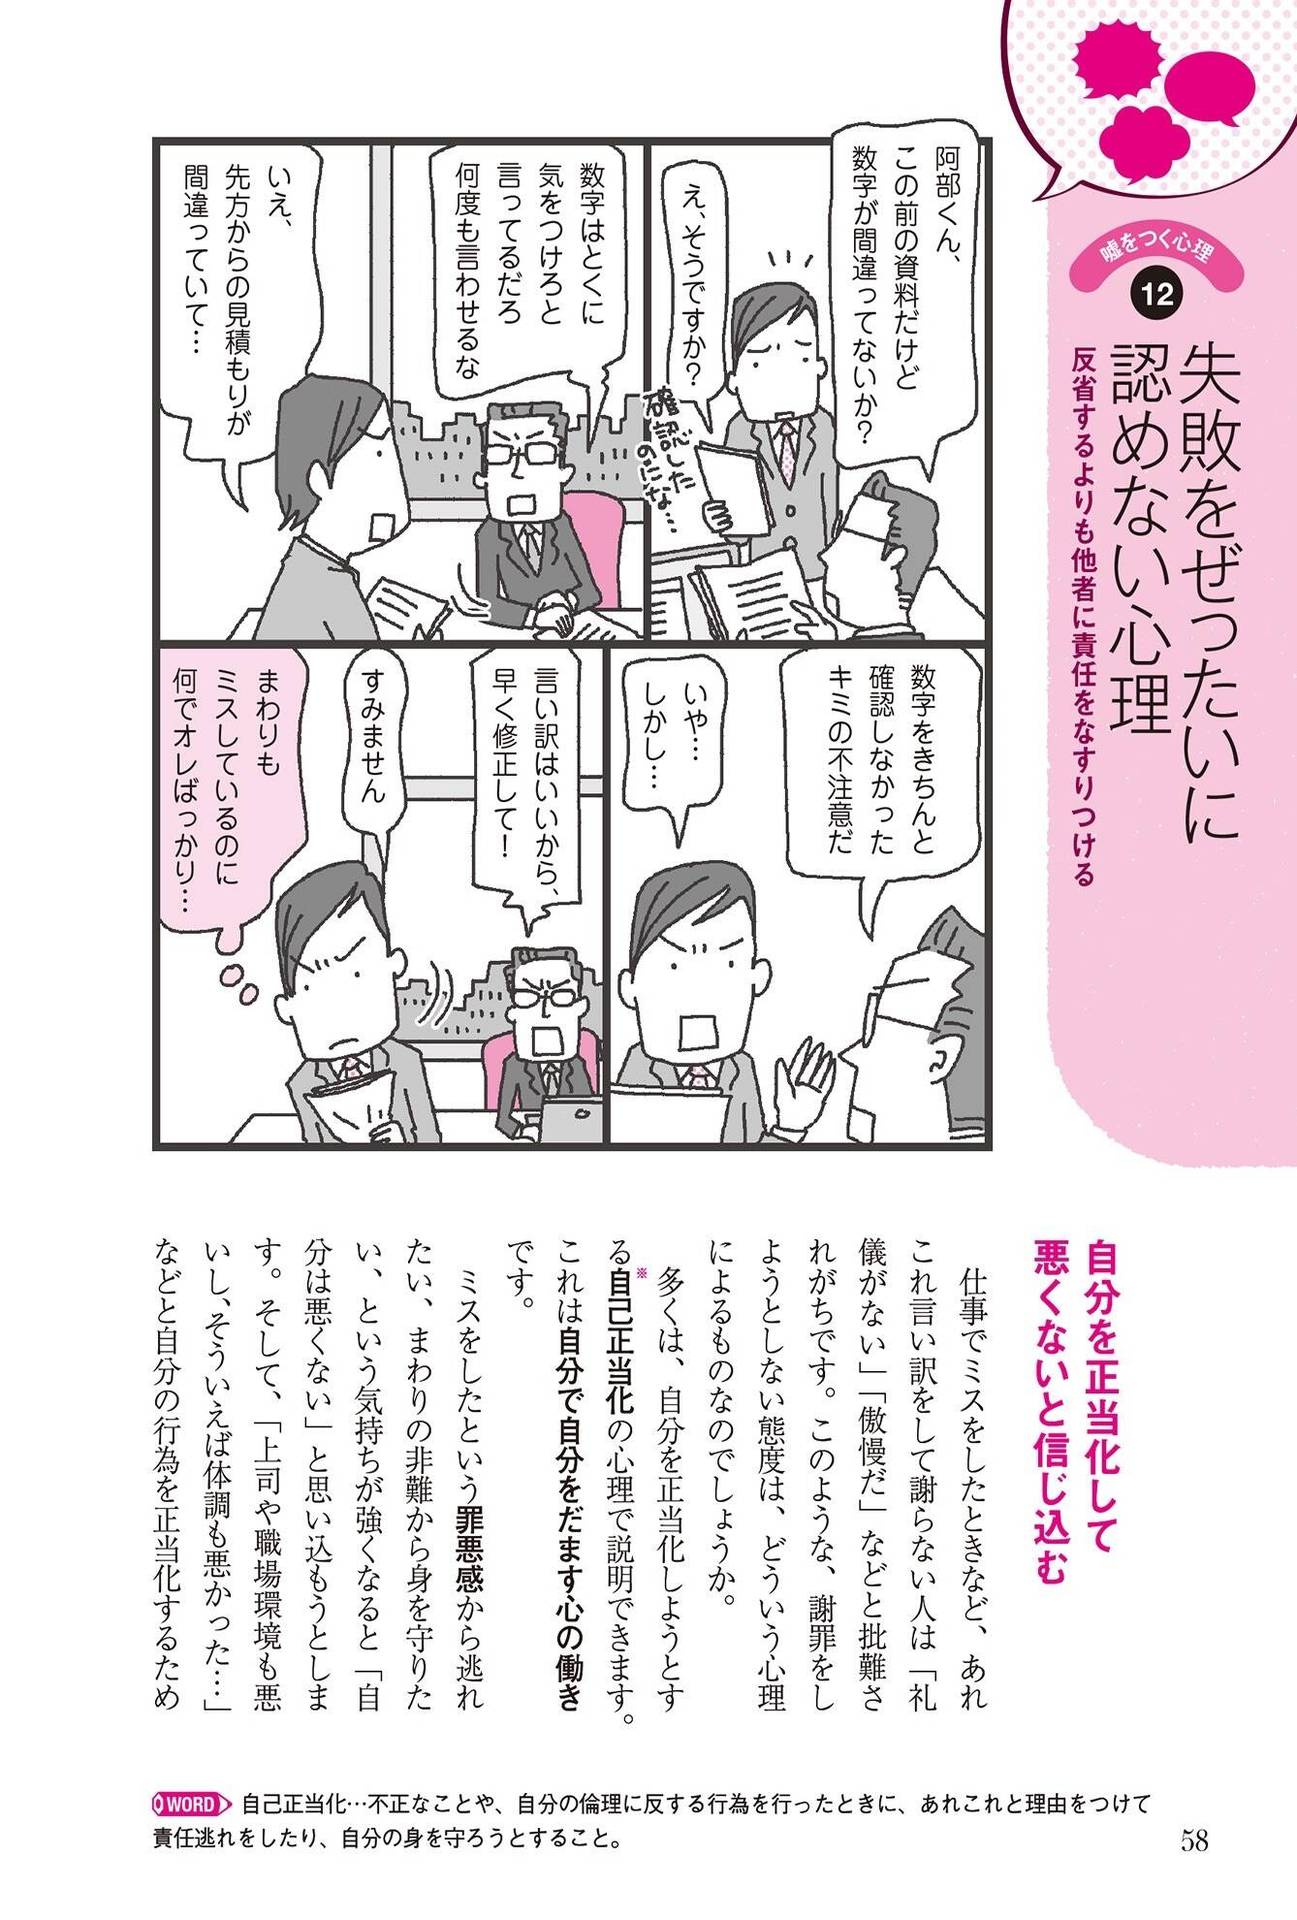 嘘をつく心理
12
失敗をぜったいに
認めない心理
反省するよりも他者に責任をなすりつける
阿部くん、
この前の資料だけど
数字が間違ってないか?
え、そうですか?
確認した
のにな…
数字はとくに
気をつけろと
言ってるだろ
何度も言わせるな
いえ、
先方からの見積もりが
間違っていて…
数字をきちんと
確認しなかった
キミの不注意だ
いや…
しかし…
言い訳はいいから、
早く修正して!
すみません
まわりも
ミスしているのに
何でオレばっかり…
自分を正当化して
悪くないと信じ込む
仕事でミスをしたときなど、あれ
これ言い訳をして謝らない人は「礼
儀がない」「傲慢だ」などと批難さ
れがちです。このような、謝罪をし
ようとしない態度は、どういう心理
によるものなのでしょうか。
多くは、自分を正当化しようとす
る※自己正当化の心理で説明できます。
これは自分で自分をだます心の働き
です。
ミスをしたという罪悪感から逃れ
たい、まわりの非難から身を守りた
い、という気持ちが強くなると「自
分は悪くない」と思い込もうとしま
す。そして、「上司や職場環境も悪
いし、そういえば体調も悪かった…」
などと自分の行為を正当化するため
WORD 自己正当化…不正なことや、自分の倫理に反する行為を行ったときに、あれこれと理由をつけて
責任逃れをしたり、自分の身を守ろうとすること。
58